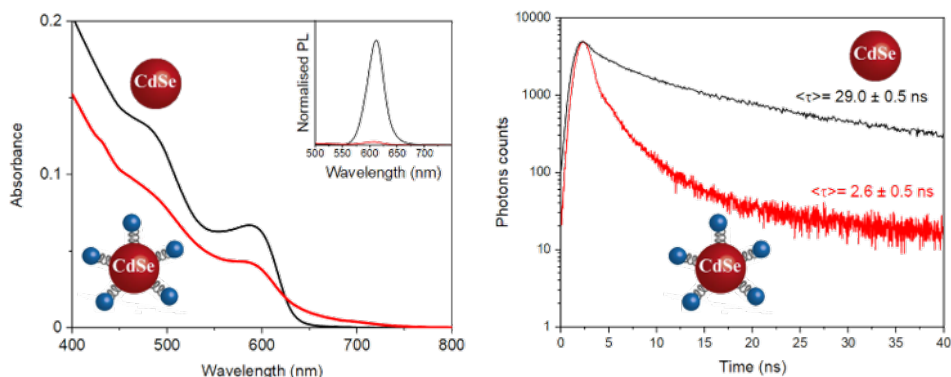 0.2
0.1
0
Absorbance
400
500
600
700
800
Wavelength (nm)
CdSe
CdSe
Normalised PL
500
550
600
650
700
Wavelength (nm)
10000
1000
100
10
1
Photons counts
0
5
10
15
20
25
30
35
40
Time (ns)
CdSe
<τ>= 29.0 ± 0.5 ns
<τ>= 2.6 ± 0.5 ns
CdSe